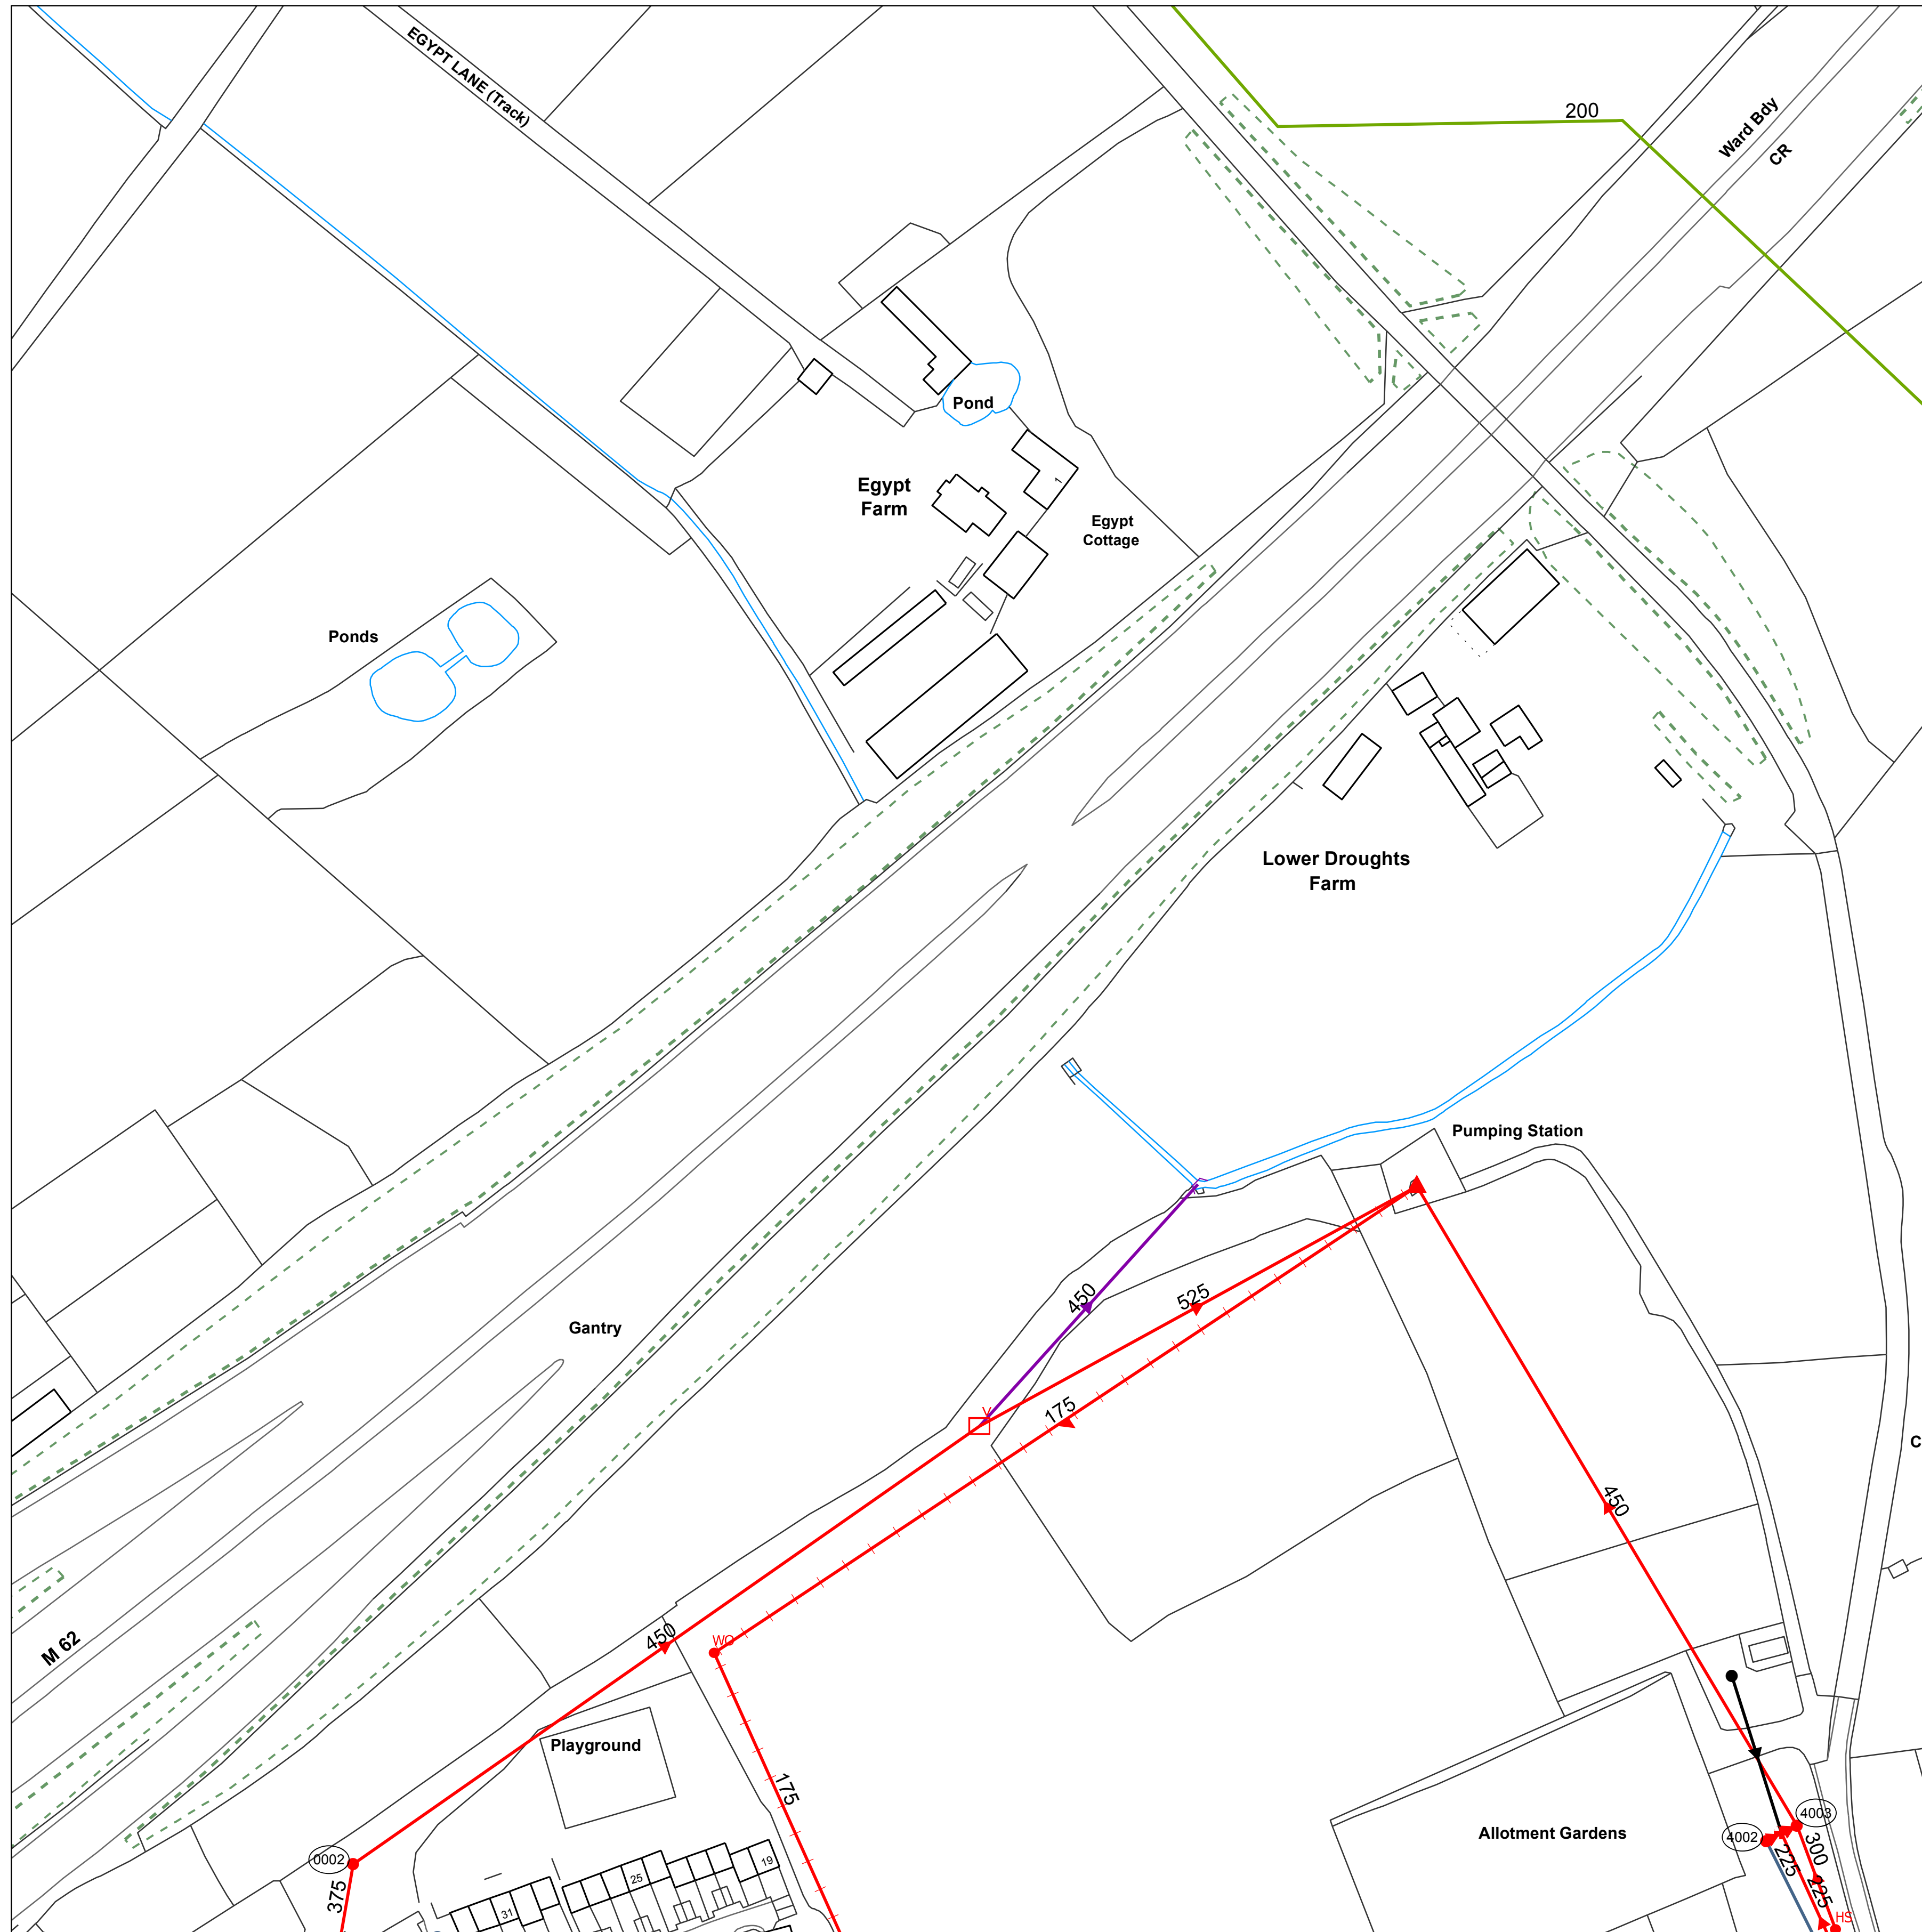 EGYPT LANE (Track)
200
Ward Bdy
CR
Pond
1
Egypt
Farm
Egypt
Cottage
Ponds
Lower Droughts
Farm
Pumping Station
450
525
Gantry
V
175
450
M 62
450
WO
Playground
175
Allotment Gardens
4003
4002
0002
375
300
225
225
HS
19
25
31
C